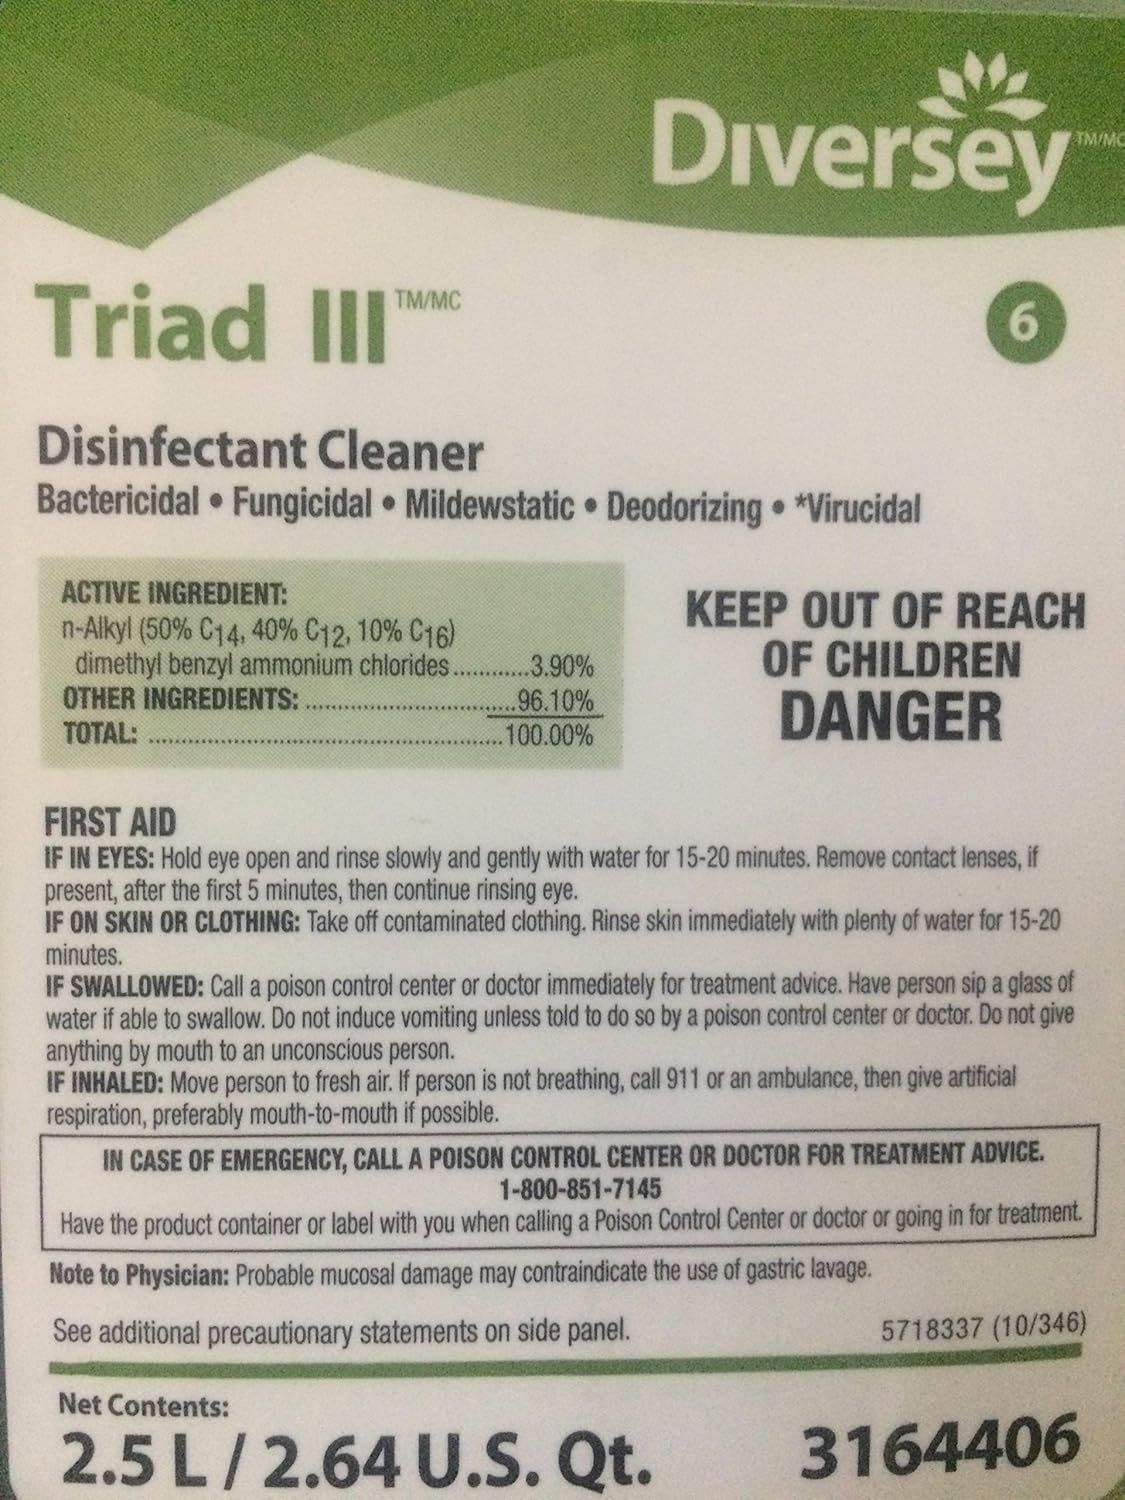 Diversey™/MC
Triad III™/MC
6
Disinfectant Cleaner
Bactericidal • Fungicidal • Mildewstatic • Deodorizing • *Virucidal
ACTIVE INGREDIENT:
n-Alkyl (50% C14, 40% C12, 10% C16)
dimethyl benzyl ammonium chlorides............3.90%
OTHER INGREDIENTS: ................................96.10%
TOTAL: ......................................................100.00%
KEEP OUT OF REACH
OF CHILDREN
DANGER
FIRST AID
IF IN EYES: Hold eye open and rinse slowly and gently with water for 15-20 minutes. Remove contact lenses, if
present, after the first 5 minutes, then continue rinsing eye.
IF ON SKIN OR CLOTHING: Take off contaminated clothing. Rinse skin immediately with plenty of water for 15-20
minutes.
IF SWALLOWED: Call a poison control center or doctor immediately for treatment advice. Have person sip a glass of
water if able to swallow. Do not induce vomiting unless told to do so by a poison control center or doctor. Do not give
anything by mouth to an unconscious person.
IF INHALED: Move person to fresh air. If person is not breathing, call 911 or an ambulance, then give artificial
respiration, preferably mouth-to-mouth if possible.
IN CASE OF EMERGENCY, CALL A POISON CONTROL CENTER OR DOCTOR FOR TREATMENT ADVICE.
1-800-851-7145
Have the product container or label with you when calling a Poison Control Center or doctor or going in for treatment.
Note to Physician: Probable mucosal damage may contraindicate the use of gastric lavage.
See additional precautionary statements on side panel.
5718337 (10/346)
Net Contents:
2.5 L / 2.64 U.S. Qt.
3164406